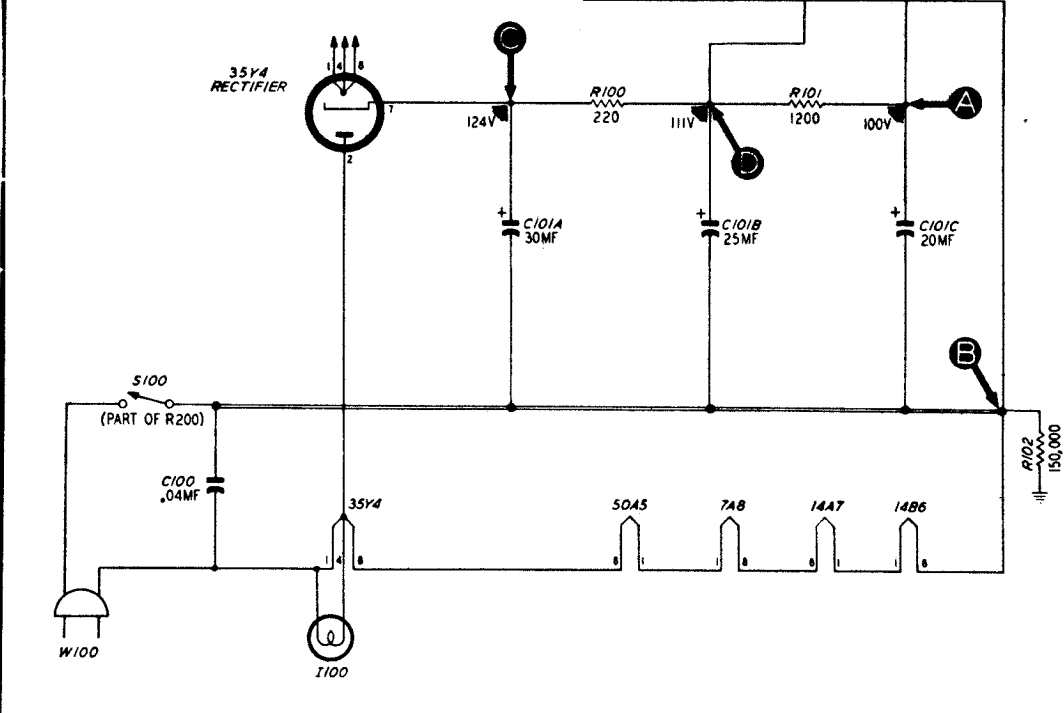 C
35Y4
RECTIFIER
1 4 8
7
2
124V
R100
220
111V
R101
1200
100V
A
D
+
C101A
30MF
+
C101B
25MF
+
C101C
20MF
B
S100
(PART OF R200)
C100
.04MF
R102
150,000
35Y4
1 4 8
50A5
8 1
7A8
1 8
14A7
8 1
14B6
1 8
W100
I100